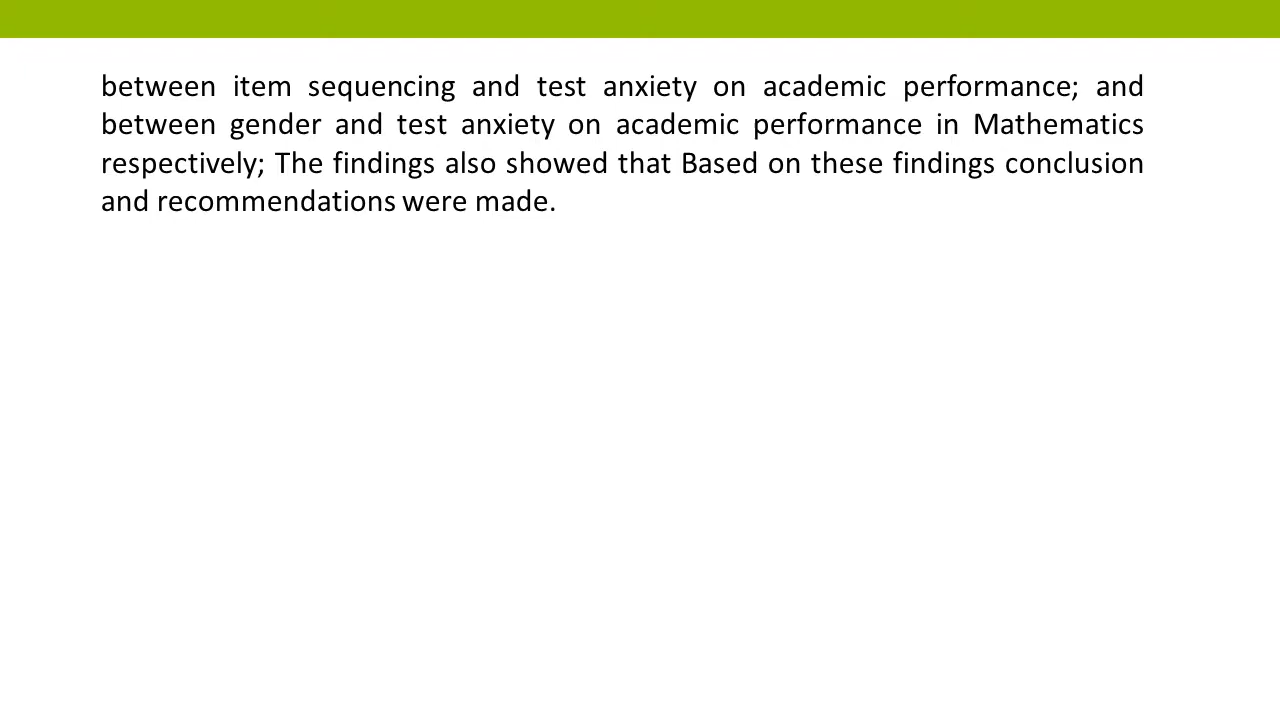 between item sequencing and test anxiety on academic performance; and
between gender and test anxiety on academic performance in Mathematics
respectively; The findings also showed that Based on these findings conclusion
and recommendations were made.